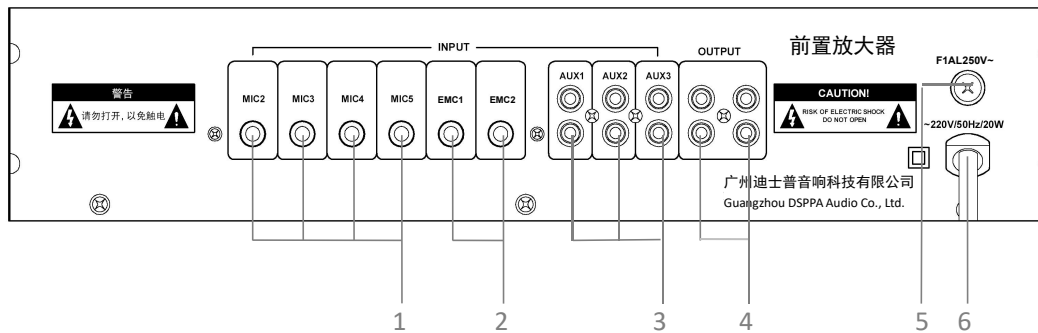 INPUT
OUTPUT
前置放大器
F1AL250V~
警告
请勿打开，以免触电
MIC2
MIC3
MIC4
MIC5
EMC1
EMC2
AUX1
AUX2
AUX3
CAUTION!
RISK OF ELECTRIC SHOCK
DO NOT OPEN
~220V/50Hz/20W
广州迪士普音响科技有限公司
Guangzhou DSPPA Audio Co., Ltd.
1
2
3
4
5
6